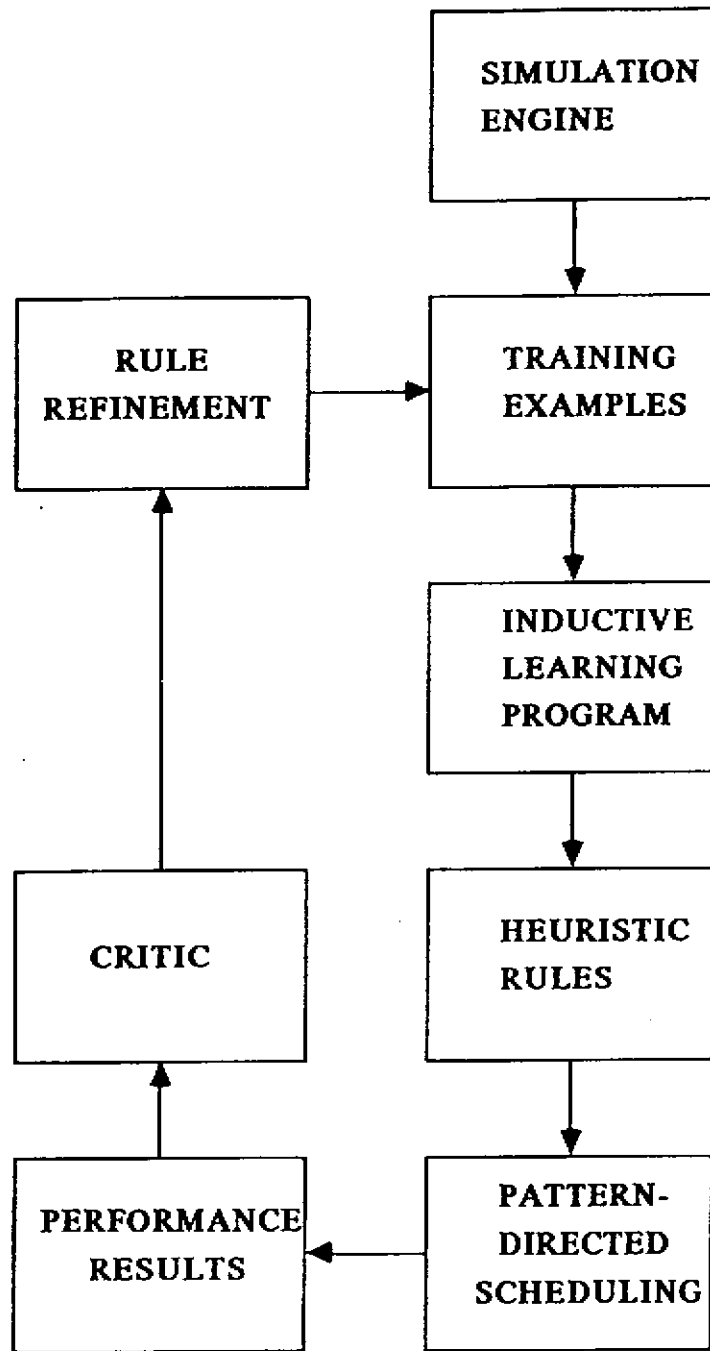 SIMULATION
ENGINE
RULE
REFINEMENT
TRAINING
EXAMPLES
INDUCTIVE
LEARNING
PROGRAM
CRITIC
HEURISTIC
RULES
PERFORMANCE
RESULTS
PATTERN-
DIRECTED
SCHEDULING